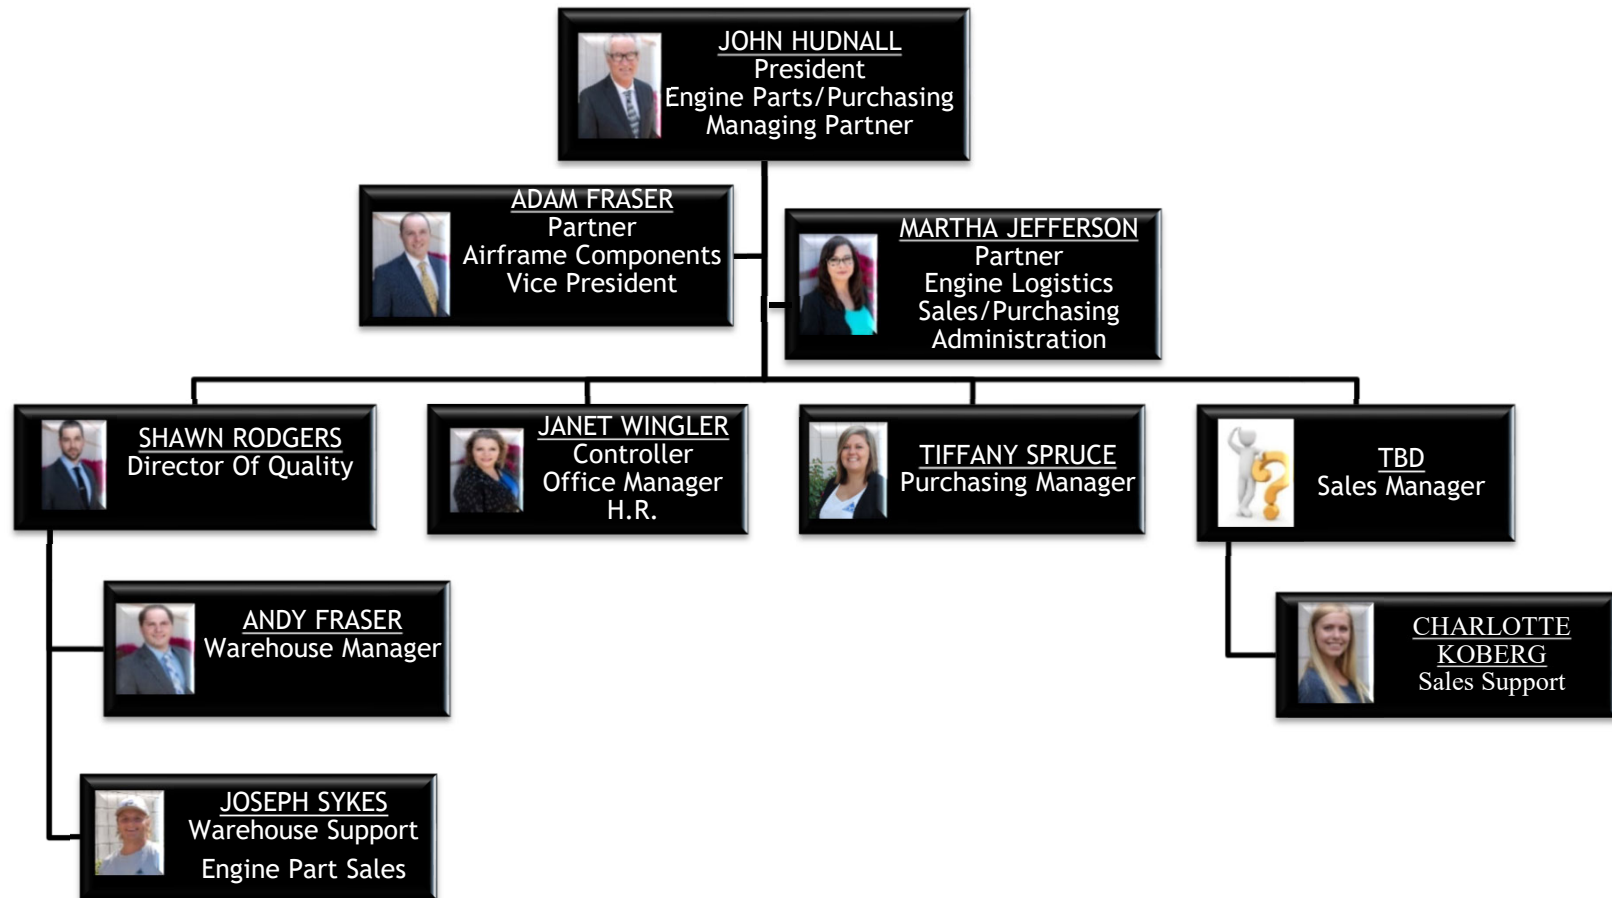 JOHN HUDNALL
President
Engine Parts/Purchasing
Managing Partner
ADAM FRASER
Partner
Airframe Components
Vice President
MARTHA JEFFERSON
Partner
Engine Logistics
Sales/Purchasing
Administration
SHAWN RODGERS
Director Of Quality
JANET WINGLER
Controller
Office Manager
H.R.
TIFFANY SPRUCE
Purchasing Manager
TBD
Sales Manager
ANDY FRASER
Warehouse Manager
CHARLOTTE
KOBERG
Sales Support
JOSEPH SYKES
Warehouse Support
Engine Part Sales